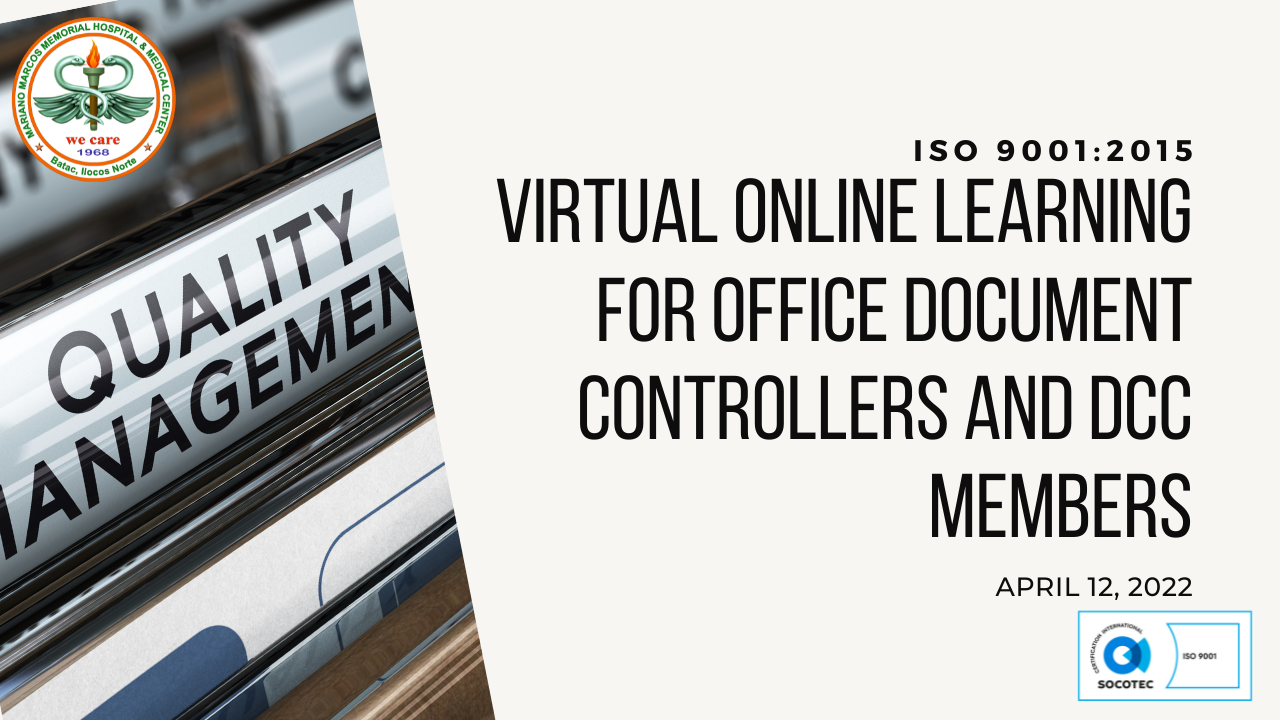 MARIANO MARCOS MEMORIAL HOSPITAL & MEDICAL CENTER
we care
1968
Batac, Ilocos Norte
QUALITY
MANAGEMEN
ISO 9001:2015
VIRTUAL ONLINE LEARNING
FOR OFFICE DOCUMENT
CONTROLLERS AND DCC
MEMBERS
APRIL 12, 2022
CERTIFICATION INTERNATIONAL
SOCOTEC
ISO 9001